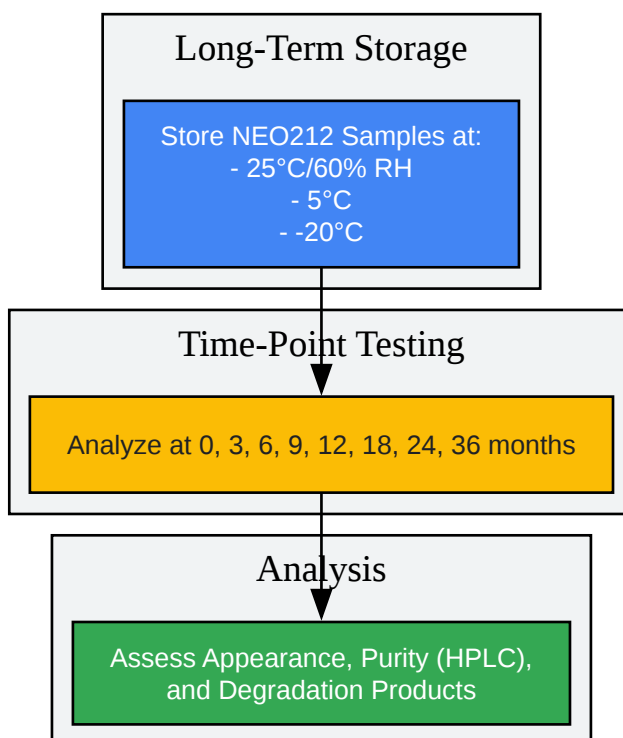 Long-Term Storage
Store NEO212 Samples at:
- 25°C/60% RH
- 5°C
- -20°C
Time-Point Testing
Analyze at 0, 3, 6, 9, 12, 18, 24, 36 months
Analysis
Assess Appearance, Purity (HPLC),
and Degradation Products